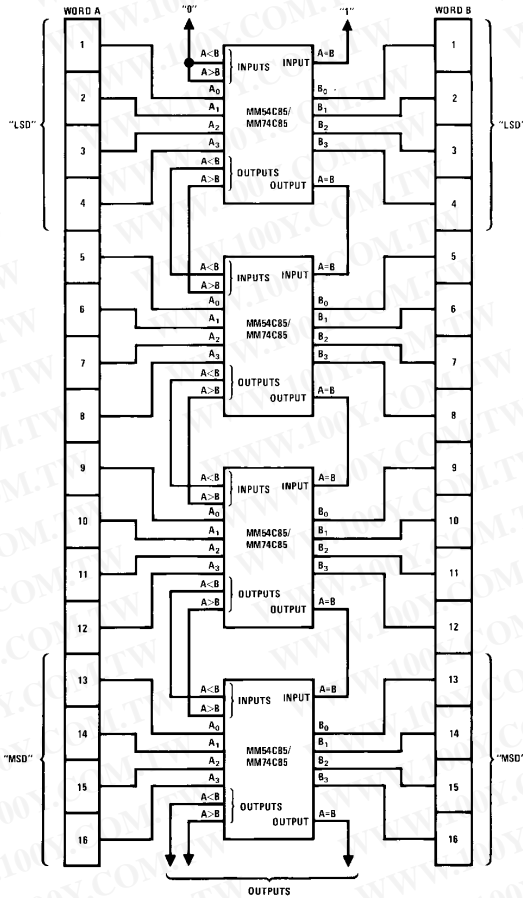 WORD A "0" "1" WORD B
1 A<B INPUTS INPUT A=B 1
A>B
A0 B0
2 A1 MM54C85/ B1 2
"LSD" A2 MM74C85 B2 "LSD"
3 A3 B3 3
A<B OUTPUTS
A>B OUTPUT A=B
4 4
5 A<B INPUTS INPUT A=B 5
A>B
A0 B0
6 A1 MM54C85/ B1 6
A2 MM74C85 B2
7 A3 B3 7
A<B OUTPUTS
A>B OUTPUT A=B
8 8
9 A<B INPUTS INPUT A=B 9
A>B
A0 B0
10 A1 MM54C85/ B1 10
A2 MM74C85 B2
11 A3 B3 11
A<B OUTPUTS
A>B OUTPUT A=B
12 12
13 A<B INPUTS INPUT A=B 13
A>B
A0 B0
14 A1 MM54C85/ B1 14
"MSD" A2 MM74C85 B2 "MSD"
15 A3 B3 15
A<B OUTPUTS
A>B OUTPUT A=B
16 16
OUTPUTS
WWW.100Y.COM.TW